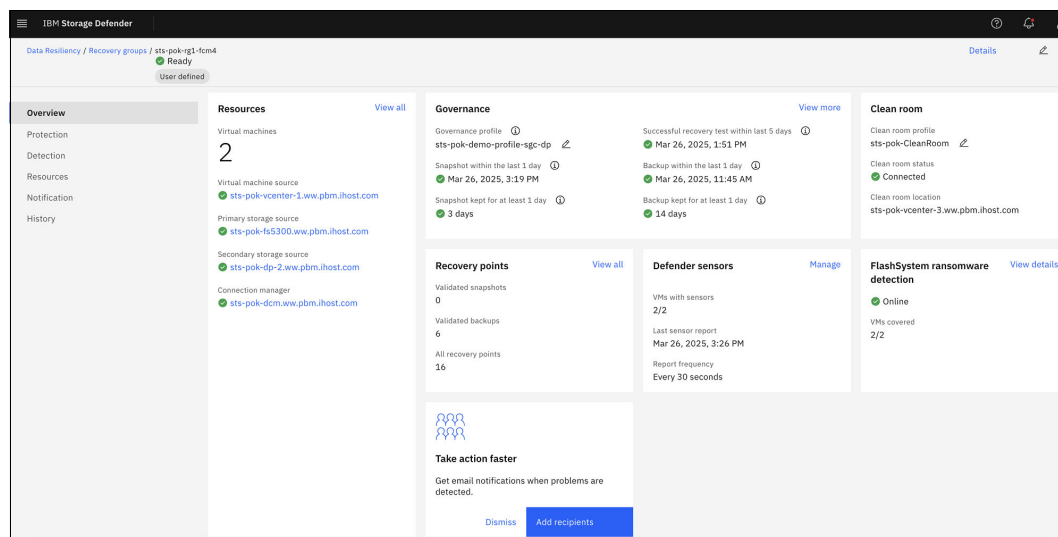 IBM Storage Defender
Data Resiliency / Recovery groups / sts-pok-rg1-fcm4
Ready
User defined
Details
Overview
Protection
Detection
Resources
Notification
History
Resources
View all
Virtual machines
2
Virtual machine source
sts-pok-vcenter-1.ww.pbm.ihost.com
Primary storage source
sts-pok-fs5300.ww.pbm.ihost.com
Secondary storage source
sts-pok-dp-2.ww.pbm.ihost.com
Connection manager
sts-pok-dcm.ww.pbm.ihost.com
Governance
View more
Governance profile
sts-pok-demo-profile-sgc-dp
Snapshot within the last 1 day
Mar 26, 2025, 3:19 PM
Snapshot kept for at least 1 day
3 days
Successful recovery test within last 5 days
Mar 26, 2025, 1:51 PM
Backup within the last 1 day
Mar 26, 2025, 11:45 AM
Backup kept for at least 1 day
14 days
Clean room
Clean room profile
sts-pok-CleanRoom
Clean room status
Connected
Clean room location
sts-pok-vcenter-3.ww.pbm.ihost.com
Recovery points
View all
Validated snapshots
0
Validated backups
6
All recovery points
16
Defender sensors
Manage
VMs with sensors
2/2
Last sensor report
Mar 26, 2025, 3:26 PM
Report frequency
Every 30 seconds
FlashSystem ransomware
detection
View details
Online
VMs covered
2/2
Take action faster
Get email notifications when problems are
detected.
Dismiss
Add recipients